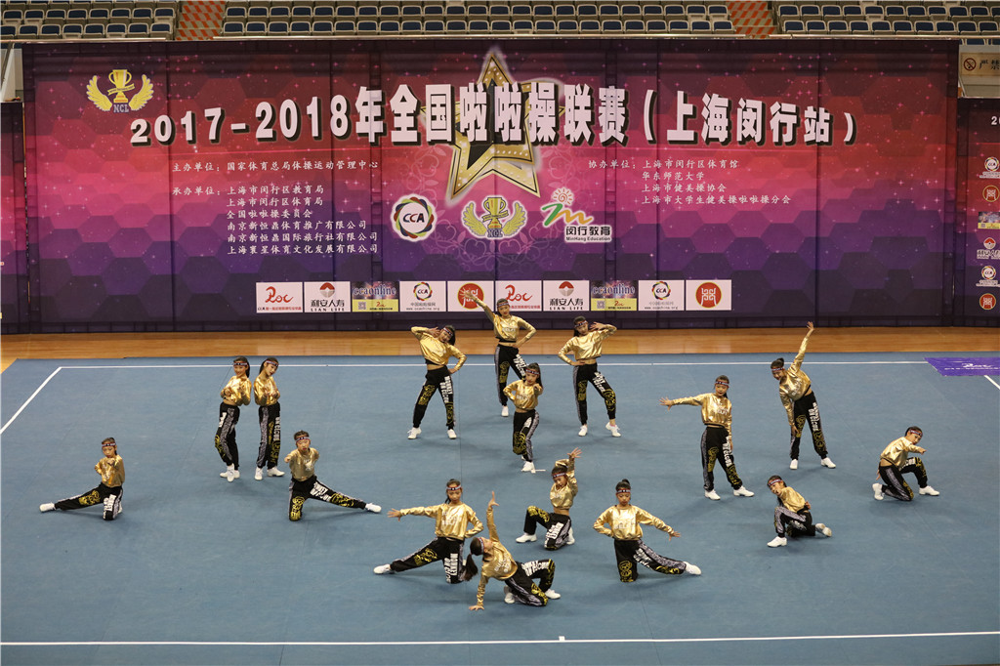 NCL
2017-2018年全国啦啦操联赛(上海闵行站)
主办单位: 国家体育总局体操运动管理中心
承办单位: 上海市闵行区教育局
上海市闵行区体育局
全国啦啦操委员会
南京新恒鼎体育推广有限公司
南京新恒鼎国际旅行社有限公司
上海寰星体育文化发展有限公司
协办单位: 上海市闵行区体育馆
华东师范大学
上海市健美操协会
上海市大学生健美操啦啦操分会
CCA
NCL
闵行教育
MinHang Education
利安人寿
LIAN LIFE
利安人寿
LIAN LIFE
严禁
201